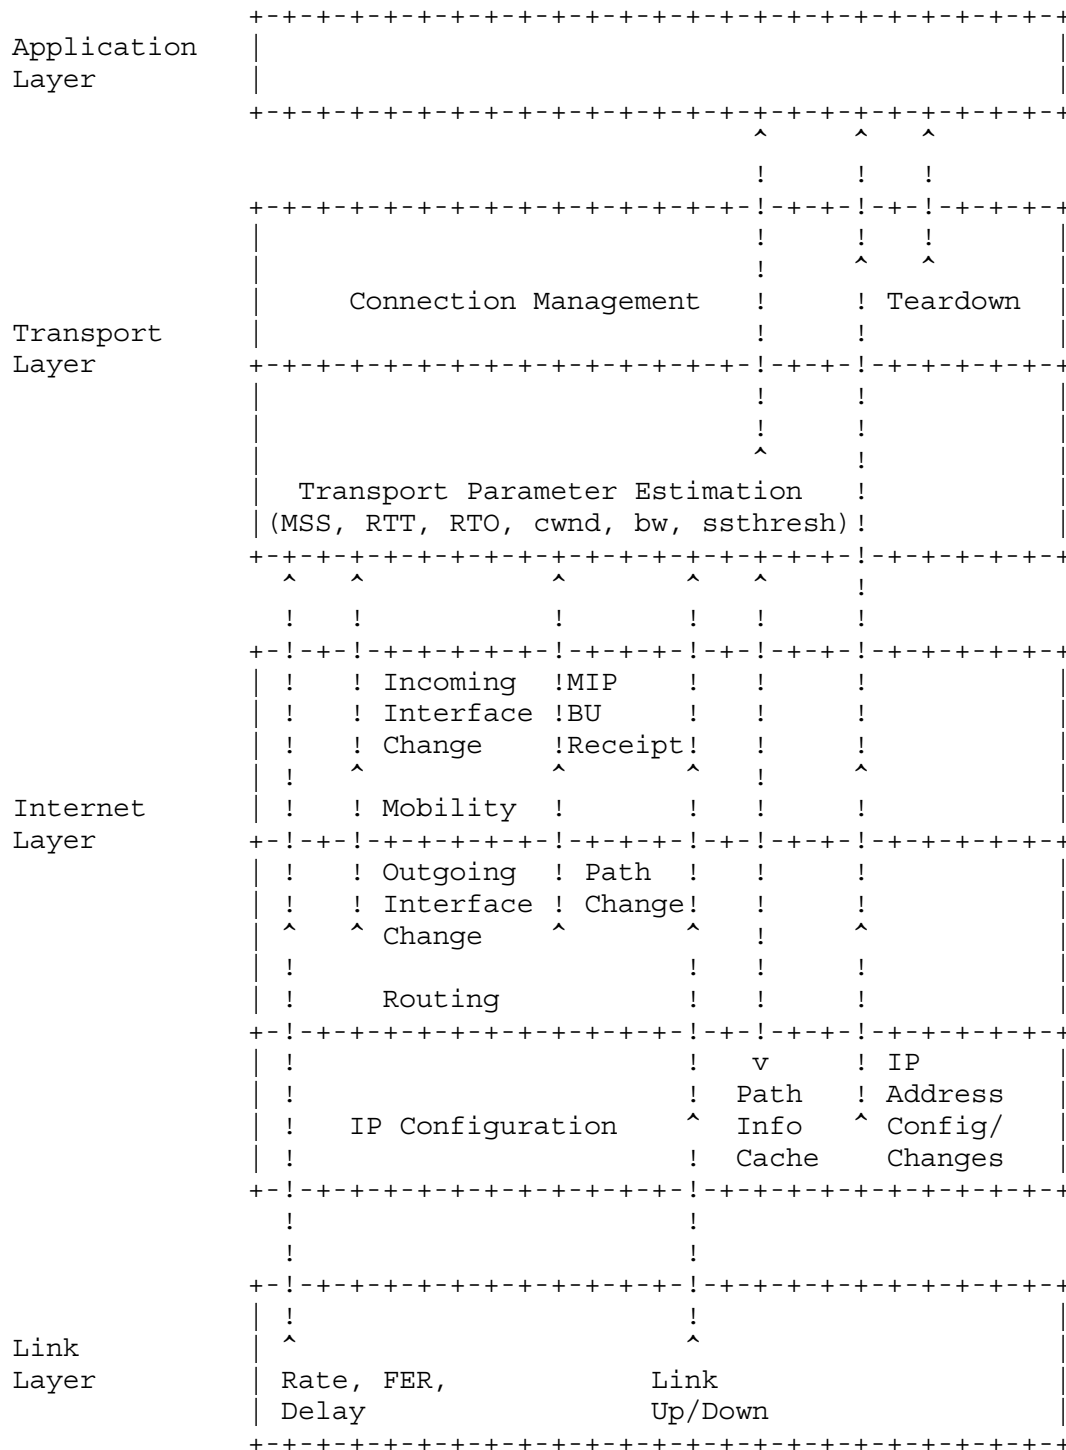 +-+-+-+-+-+-+-+-+-+-+-+-+-+-+-+-+-+-+-+-+-+-+-+-+
Application     |                                               |
Layer           |                                               |
                +-+-+-+-+-+-+-+-+-+-+-+-+-+-+-+-+-+-+-+-+-+-+-+-+
                                              ^     ^   ^
                                              !     !   !
                +-+-+-+-+-+-+-+-+-+-+-+-+-+-+-!-+-+-!-+-!-+-+-+-+
                |                             !     !   !       |
                |                             !     ^   ^       |
                |     Connection Management   !     ! Teardown  |
Transport       |                             !     !           |
Layer           +-+-+-+-+-+-+-+-+-+-+-+-+-+-+-!-+-+-!-+-+-+-+-+-+
                |                             !     !           |
                |                             !     !           |
                |                             ^     !           |
                |  Transport Parameter Estimation   !           |
                |(MSS, RTT, RTO, cwnd, bw, ssthresh)!           |
                +-+-+-+-+-+-+-+-+-+-+-+-+-+-+-+-+-+-!-+-+-+-+-+-+
                  ^   ^           ^       ^   ^     !
                  !   !           !       !   !     !
                +-!-+-!-+-+-+-+-+-!-+-+-+-!-+-!-+-+-!-+-+-+-+-+-+
                | !   ! Incoming  !MIP    !   !     !           |
                | !   ! Interface !BU     !   !     !           |
                | !   ! Change    !Receipt!   !     !           |
                | !   ^           ^       ^   !     ^           |
Internet        | !   ! Mobility  !       !   !     !           |
Layer           +-!-+-!-+-+-+-+-+-!-+-+-+-!-+-!-+-+-!-+-+-+-+-+-+
                | !   ! Outgoing  ! Path  !   !     !           |
                | !   ! Interface ! Change!   !     !           |
                | ^   ^ Change    ^       ^   !     ^           |
                | !                       !   !     !           |
                | !     Routing           !   !     !           |
                +-!-+-+-+-+-+-+-+-+-+-+-+-!-+-!-+-+-!-+-+-+-+-+-+
                | !                       !   v     ! IP        |
                | !                       !  Path   ! Address   |
                | !   IP Configuration    ^  Info   ^ Config/   |
                | !                       !  Cache    Changes   |
                +-!-+-+-+-+-+-+-+-+-+-+-+-!-+-+-+-+-+-+-+-+-+-+-+
                  !                       !
                  !                       !
                +-!-+-+-+-+-+-+-+-+-+-+-+-!-+-+-+-+-+-+-+-+-+-+-+
                | !                       !                     |
Link            | ^                       ^                     |
Layer           | Rate, FER,            Link                    |
                | Delay                 Up/Down                 |
                +-+-+-+-+-+-+-+-+-+-+-+-+-+-+-+-+-+-+-+-+-+-+-+-+